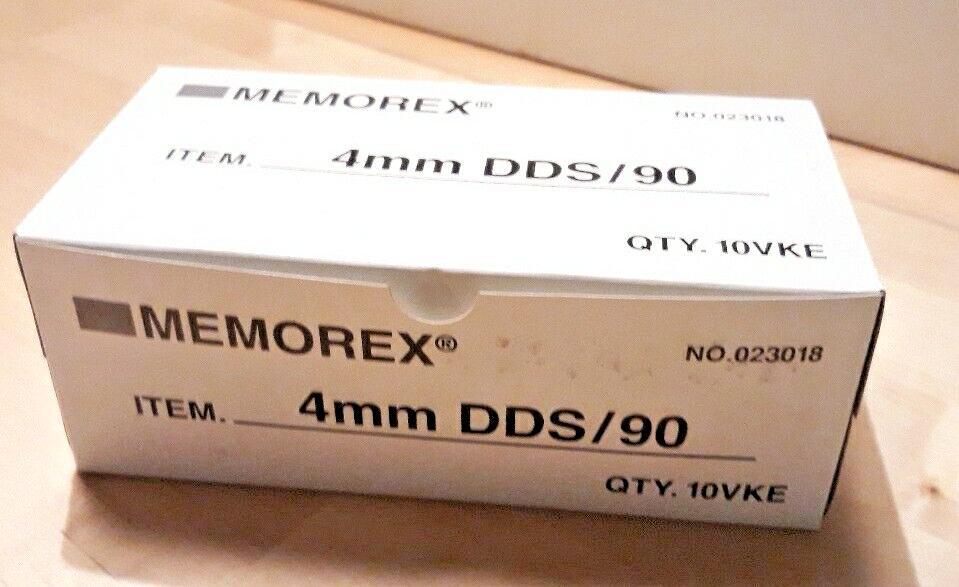 MEMOREX®
NO.023018
ITEM. 4mm DDS/90
QTY. 10VKE
MEMOREX®
NO.023018
ITEM. 4mm DDS/90
QTY. 10VKE